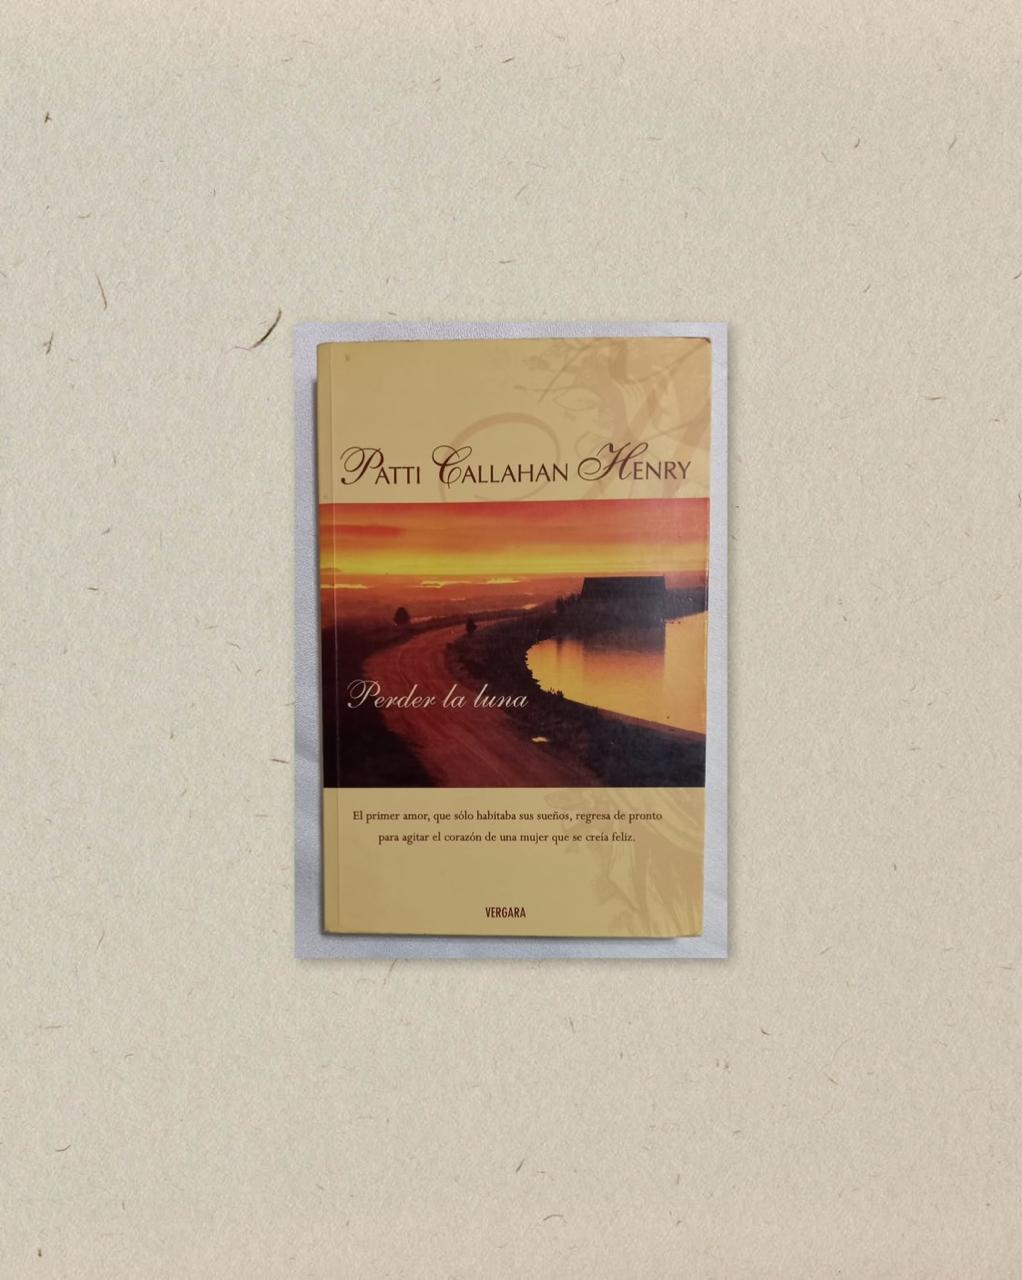 PATTI CALLAHAN HENRY
Perder la luna
El primer amor, que sólo habitaba sus sueños, regresa de pronto
para agitar el corazón de una mujer que se creía feliz.
VERGARA